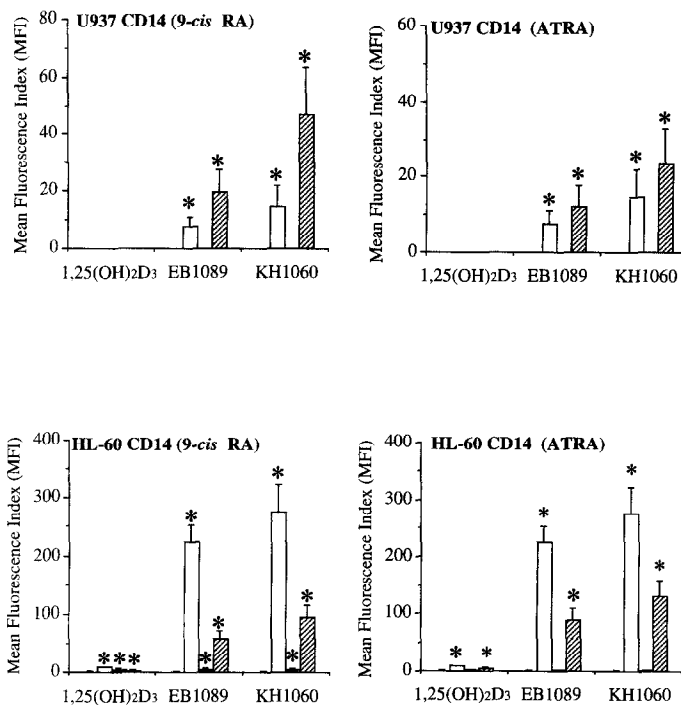 U937 CD14 (9-cis RA)
Mean Fluorescence Index (MFI)
80
60
40
20
0
* * * *
1,25(OH)2D3 EB1089 KH1060
U937 CD14 (ATRA)
Mean Fluorescence Index (MFI)
60
40
20
0
* * * *
1,25(OH)2D3 EB1089 KH1060
HL-60 CD14 (9-cis RA)
Mean Fluorescence Index (MFI)
400
300
200
100
0
* * * * * * * * *
1,25(OH)2D3 EB1089 KH1060
HL-60 CD14 (ATRA)
Mean Fluorescence Index (MFI)
400
300
200
100
0
* * * * * *
1,25(OH)2D3 EB1089 KH1060